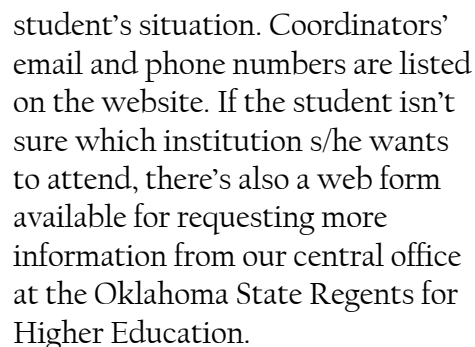 student’s situation. Coordinators’
email and phone numbers are listed
on the website. If the student isn’t
sure which institution s/he wants
to attend, there’s also a web form
available for requesting more
information from our central office
at the Oklahoma State Regents for
Higher Education.